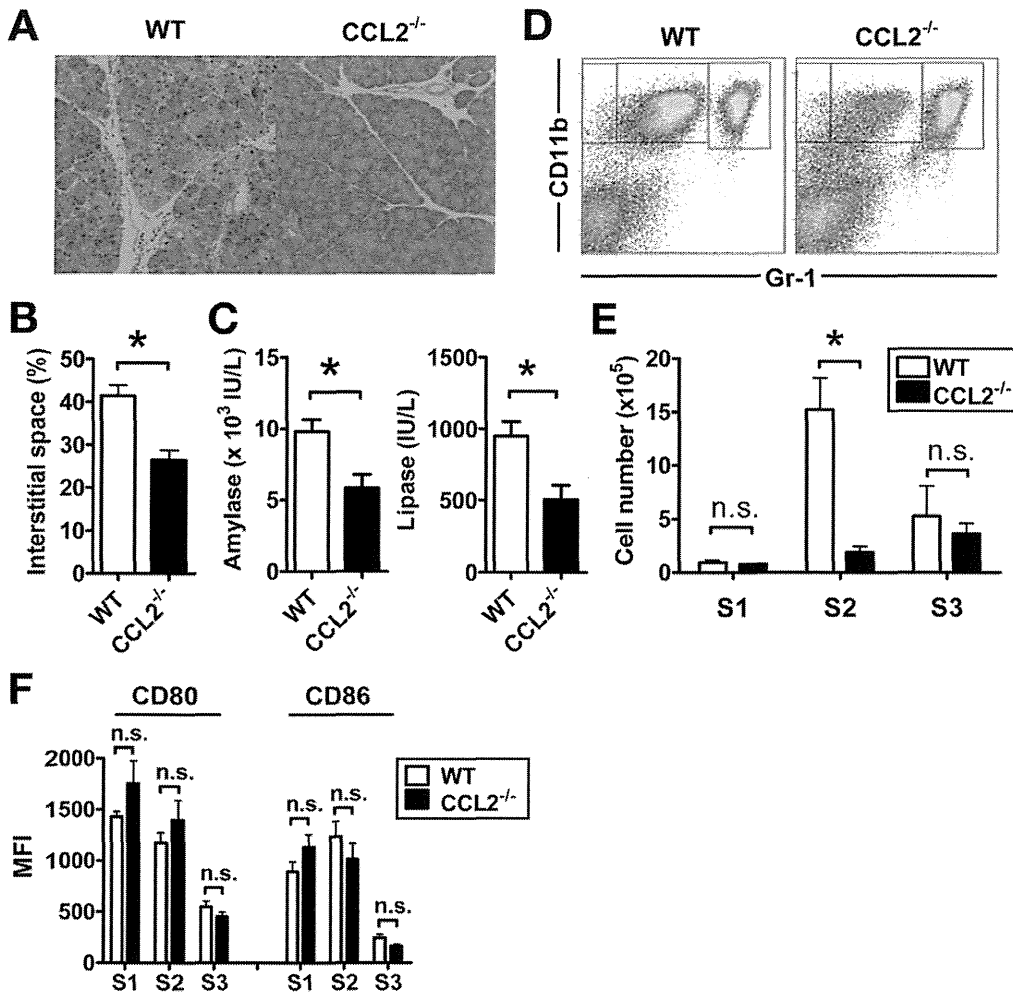 A
WT
CCL2-/-
D
WT
CCL2-/-
CD11b
Gr-1
B
*
Interstitial space (%)
50
40
30
20
10
0
WT
CCL2-/-
C
*
Amylase (x 10³ IU/L)
15
10
5
0
WT
CCL2-/-
*
Lipase (IU/L)
1500
1000
500
0
WT
CCL2-/-
E
Cell number (x10⁵)
20
15
10
5
0
n.s.
*
n.s.
S1
S2
S3
WT
CCL2-/-
F
CD80
CD86
MFI
2000
1500
1000
500
0
n.s.
n.s.
n.s.
n.s.
n.s.
n.s.
S1
S2
S3
S1
S2
S3
WT
CCL2-/-